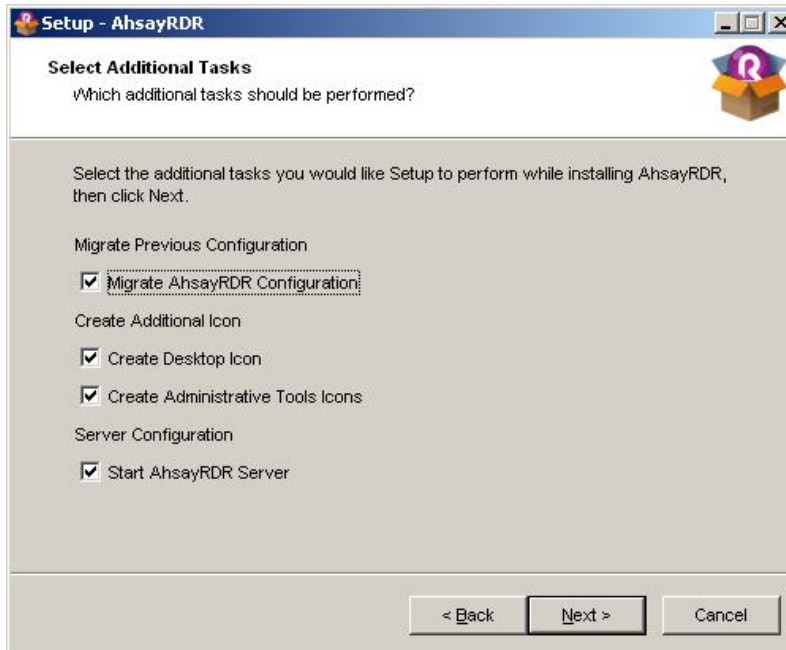 Setup - AhsayRDR
Select Additional Tasks
Which additional tasks should be performed?
R
Select the additional tasks you would like Setup to perform while installing AhsayRDR,
then click Next.
Migrate Previous Configuration
Migrate AhsayRDR Configuration
Create Additional Icon
Create Desktop Icon
Create Administrative Tools Icons
Server Configuration
Start AhsayRDR Server
< Back Next > Cancel